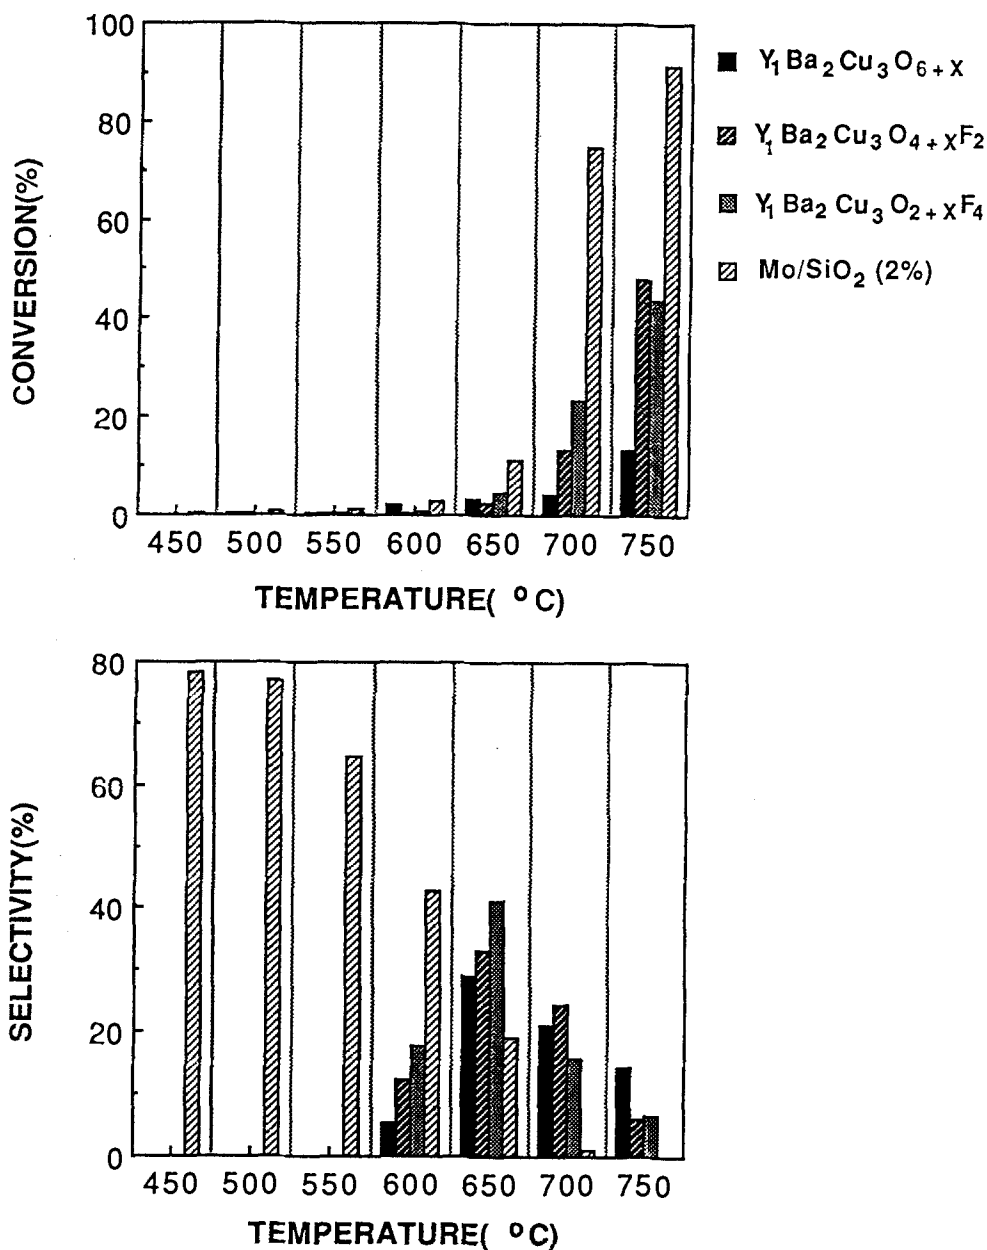 100
80
60
40
20
0
CONVERSION(%)
450 500 550 600 650 700 750
TEMPERATURE( °C)
Y₁Ba₂Cu₃O₆₊ₓ
Y₁Ba₂Cu₃O₄₊ₓF₂
Y₁Ba₂Cu₃O₂₊ₓF₄
Mo/SiO₂ (2%)
80
60
40
20
0
SELECTIVITY(%)
450 500 550 600 650 700 750
TEMPERATURE( °C)